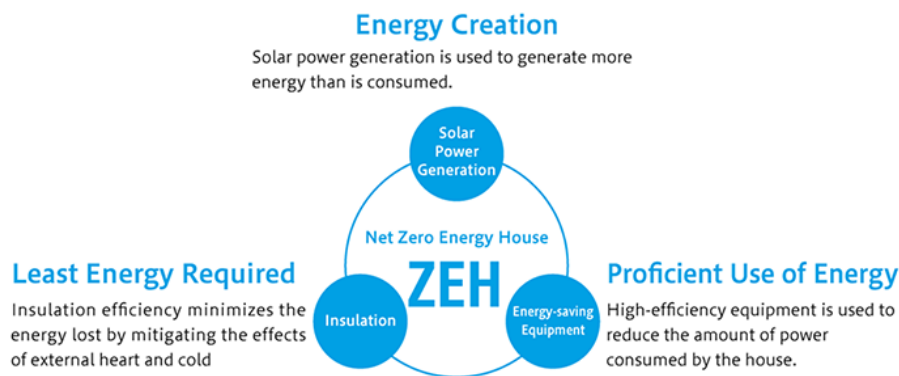 Energy Creation
Solar power generation is used to generate more
energy than is consumed.
Solar
Power
Generation
Net Zero Energy House
ZEH
Least Energy Required
Insulation efficiency minimizes the
energy lost by mitigating the effects
of external heart and cold
Insulation
Energy-saving
Equipment
Proficient Use of Energy
High-efficiency equipment is used to
reduce the amount of power
consumed by the house.